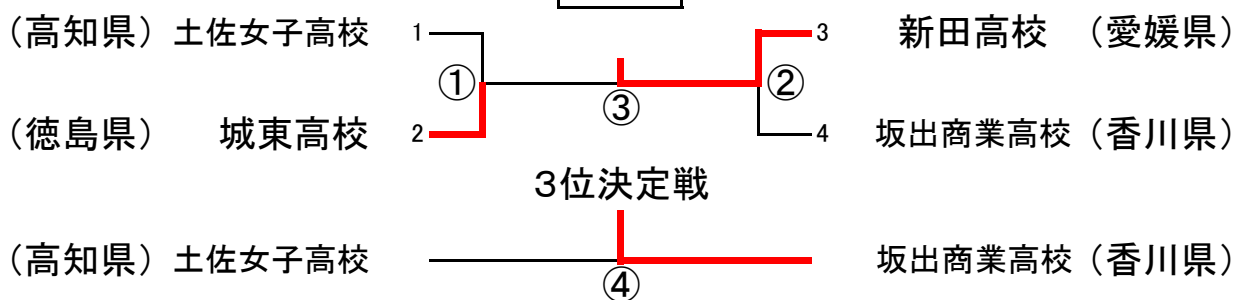 （高知県）土佐女子高校 1 3 新田高校 （愛媛県）
① ②
③
（徳島県） 城東高校 2 4 坂出商業高校（香川県）
３位決定戦
（高知県）土佐女子高校 坂出商業高校（香川県）
④